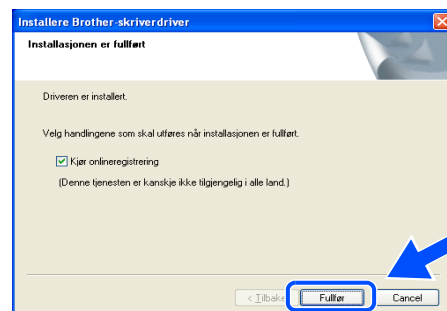 Installere Brother-skriverdriver
Installasjonen er fullført
Driveren er installert.
Velg handlingene som skal utføres når installasjonen er fullført.
Kjør onlineregistrering
(Denne tjenesten er kanskje ikke tilgjengelig i alle land.)
< Tilbake Fullfør Cancel